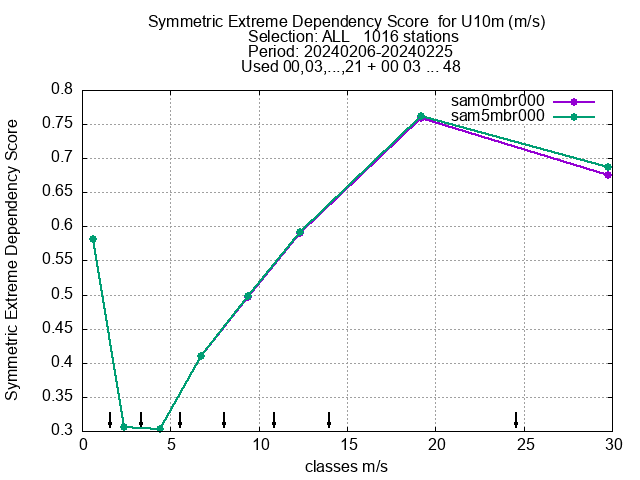 Symmetric Extreme Dependency Score  for U10m (m/s)
Selection: ALL   1016 stations
Period: 20240206-20240225
Used 00,03,...,21 + 00 03 ... 48
sam0mbr000
sam5mbr000
Symmetric Extreme Dependency Score
0.8
0.75
0.7
0.65
0.6
0.55
0.5
0.45
0.4
0.35
0.3
0 5 10 15 20 25 30
classes m/s